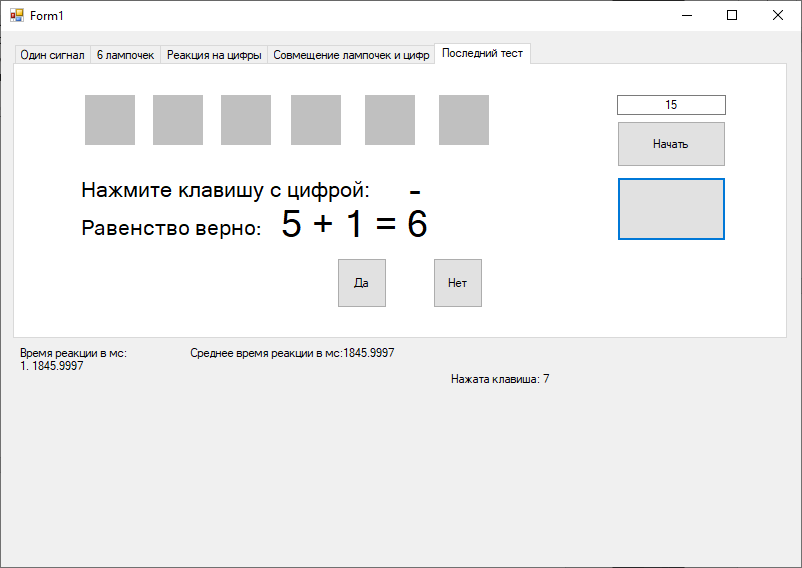 Form1
Один сигнал
6 лампочек
Реакция на цифры
Совмещение лампочек и цифр
Последний тест
15
Начать
Нажмите клавишу с цифрой: -
Равенство верно: 5 + 1 = 6
Да
Нет
Время реакции в мс:
Среднее время реакции в мс:1845.9997
1. 1845.9997
Нажата клавиша: 7